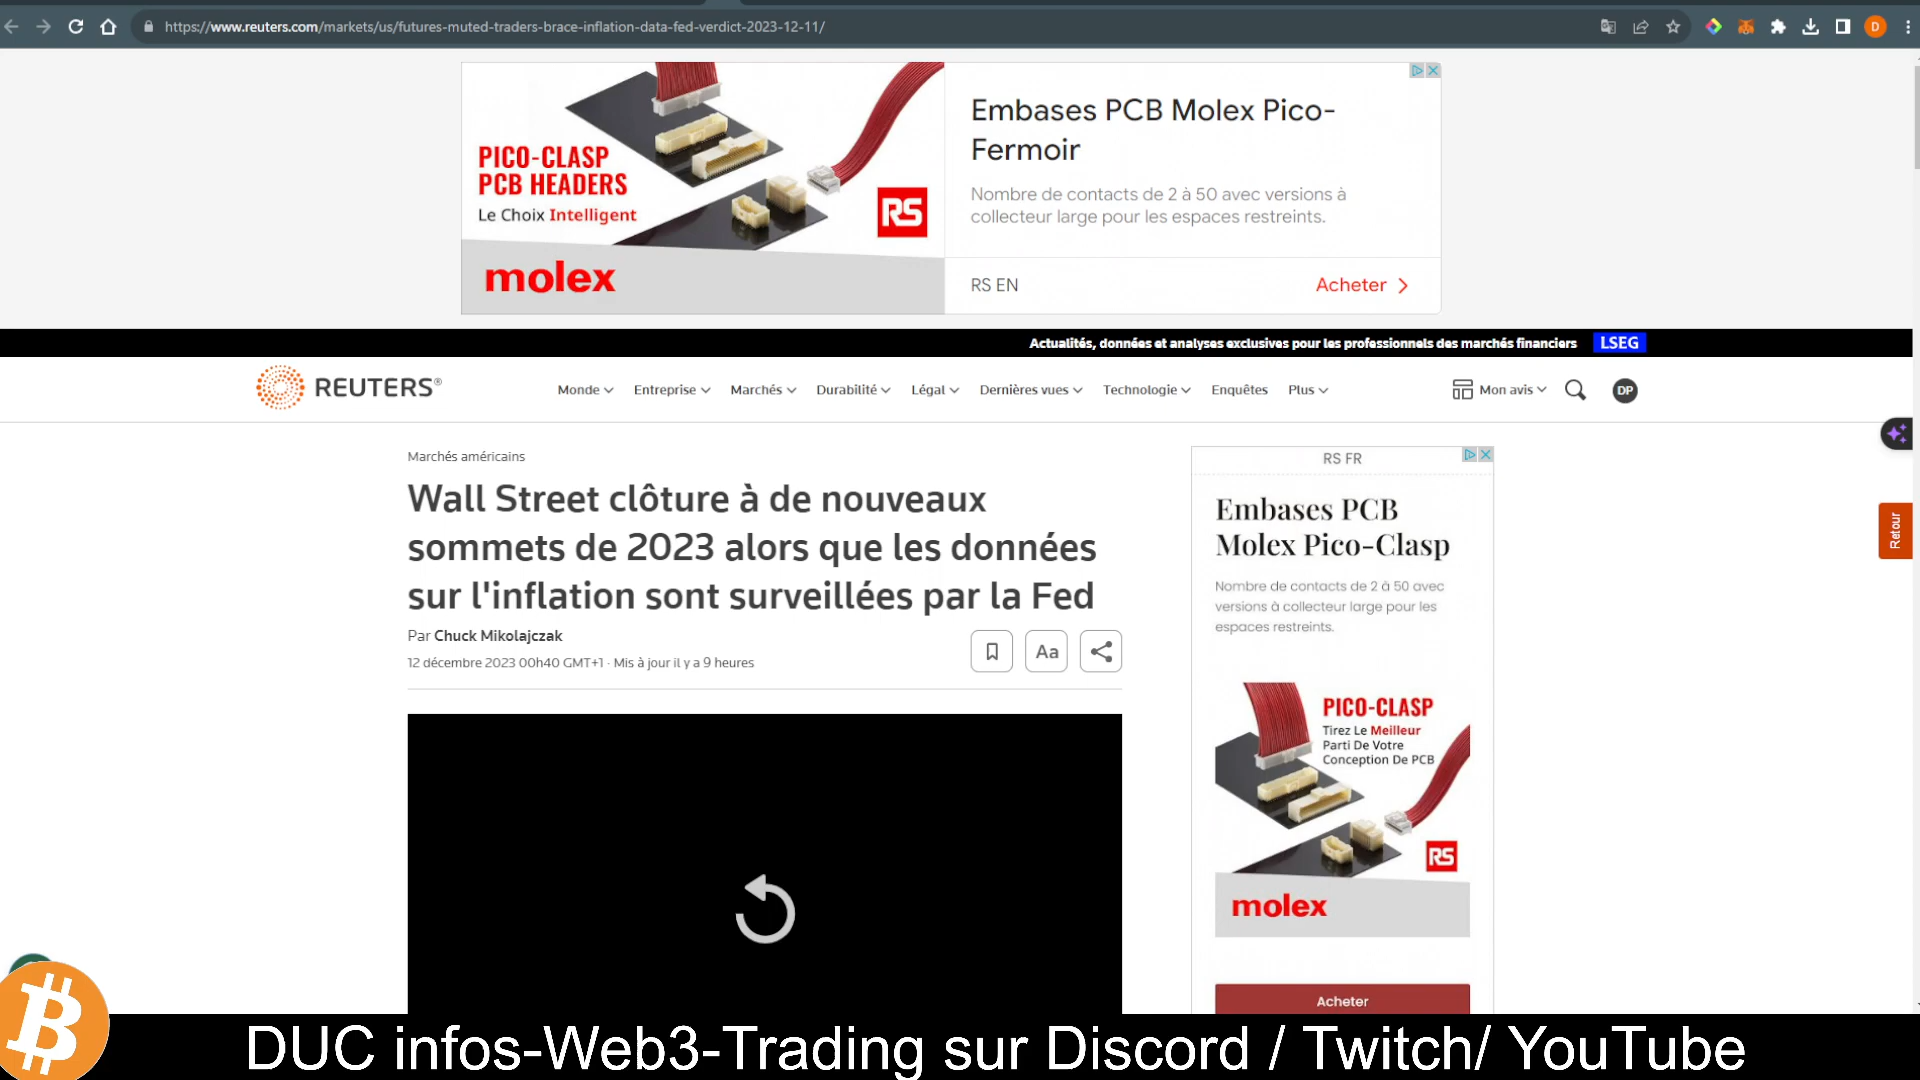 https://www.reuters.com/markets/us/futures-muted-traders-brace-inflation-data-fed-verdict-2023-12-11/
D
PICO-CLASP
PCB HEADERS
Le Choix Intelligent
RS
molex
Embases PCB Molex Pico-
Fermoir
Nombre de contacts de 2 à 50 avec versions à
collecteur large pour les espaces restreints.
RS EN
Acheter
Actualités, données et analyses exclusives pour les professionnels des marchés financiers
LSEG
REUTERS®
Monde
Entreprise
Marchés
Durabilité
Légal
Dernières vues
Technologie
Enquêtes
Plus
Mon avis
DP
Marchés américains
Wall Street clôture à de nouveaux
sommets de 2023 alors que les données
sur l'inflation sont surveillées par la Fed
Par Chuck Mikolajczak
12 décembre 2023 00h40 GMT+1 · Mis à jour il y a 9 heures
Aa
RS FR
Embases PCB
Molex Pico-Clasp
Nombre de contacts de 2 à 50 avec
versions à collecteur large pour les
espaces restreints.
PICO-CLASP
Tirez Le Meilleur
Parti De Votre
Conception De PCB
RS
molex
Acheter
Retour
DUC infos-Web3-Trading sur Discord / Twitch/ YouTube